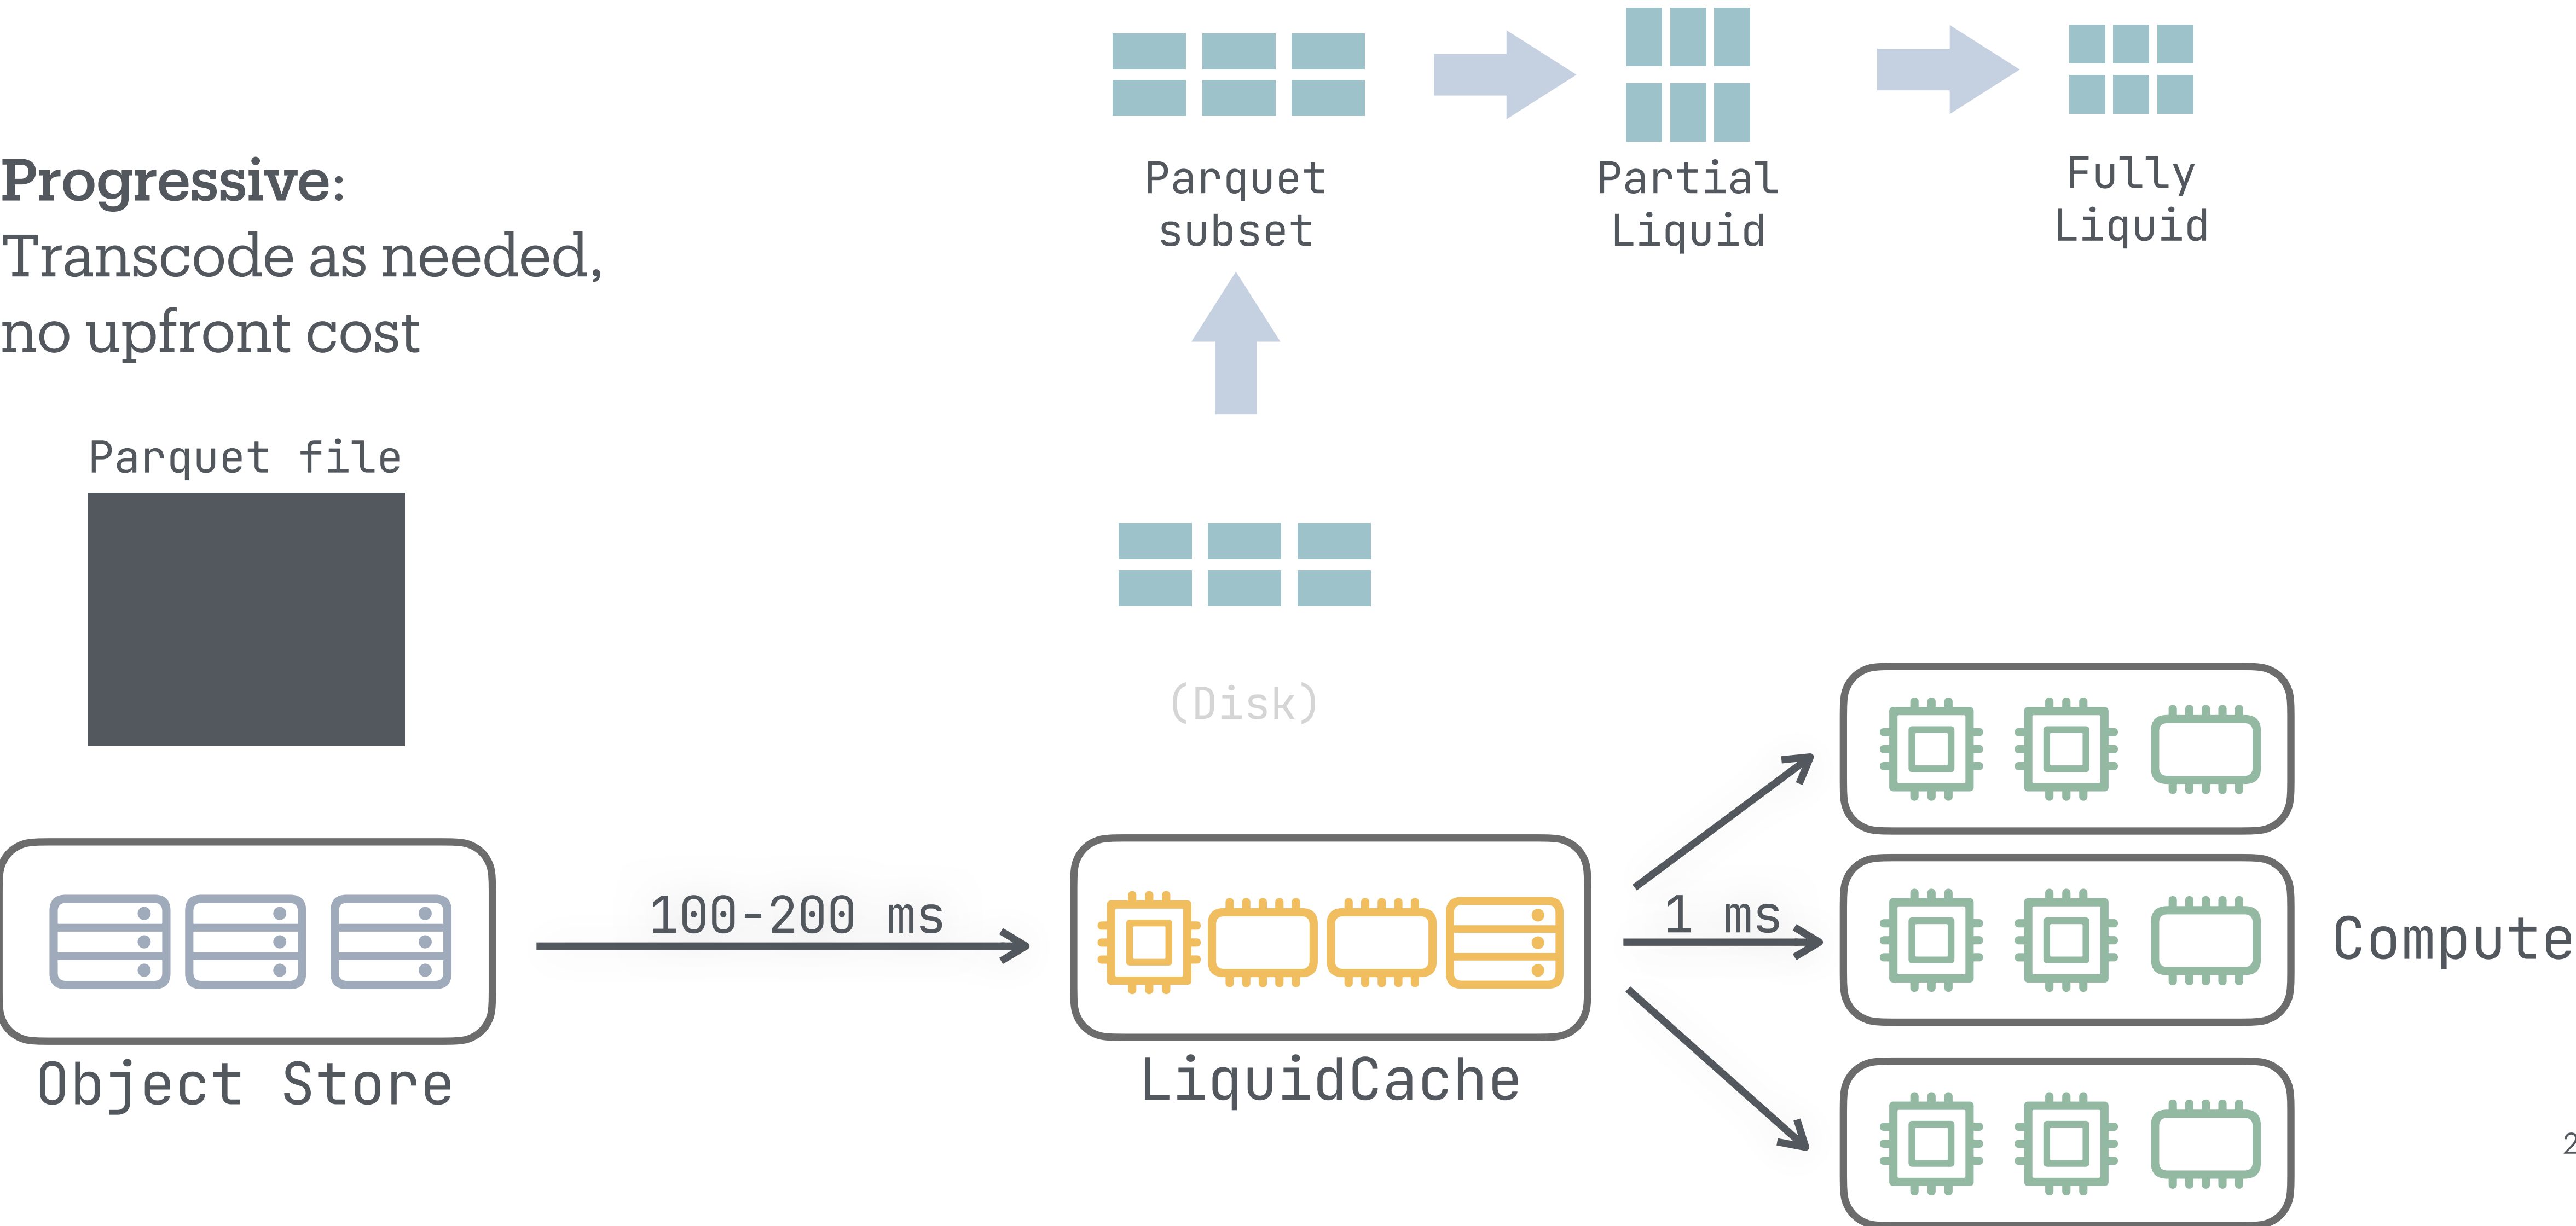 Progressive:
Transcode as needed,
no upfront cost
Parquet
subset
Partial
Liquid
Fully
Liquid
Parquet file
(Disk)
100-200 ms
1 ms
Compute
Object Store
LiquidCache